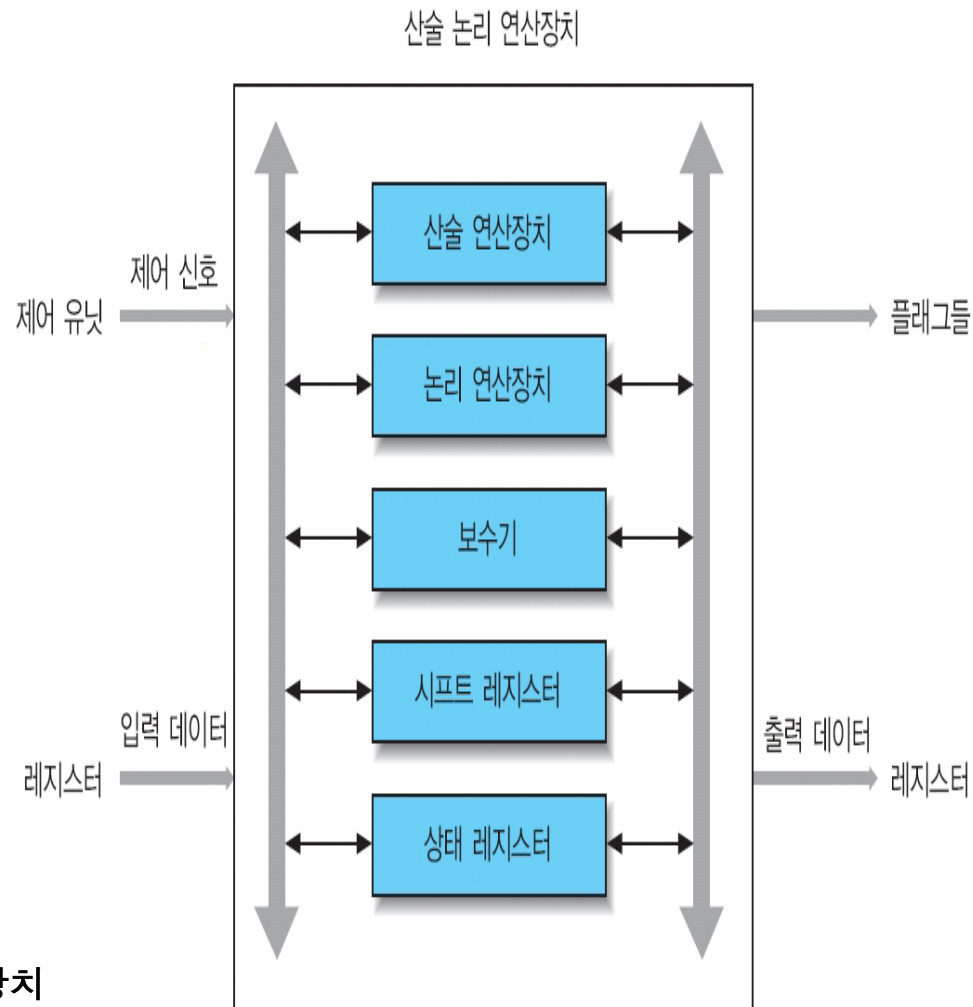 산술 논리 연산장치
산술 연산장치
제어 신호
제어 유닛
플래그들
논리 연산장치
보수기
시프트 레지스터
입력 데이터
출력 데이터
레지스터
레지스터
상태 레지스터
장치